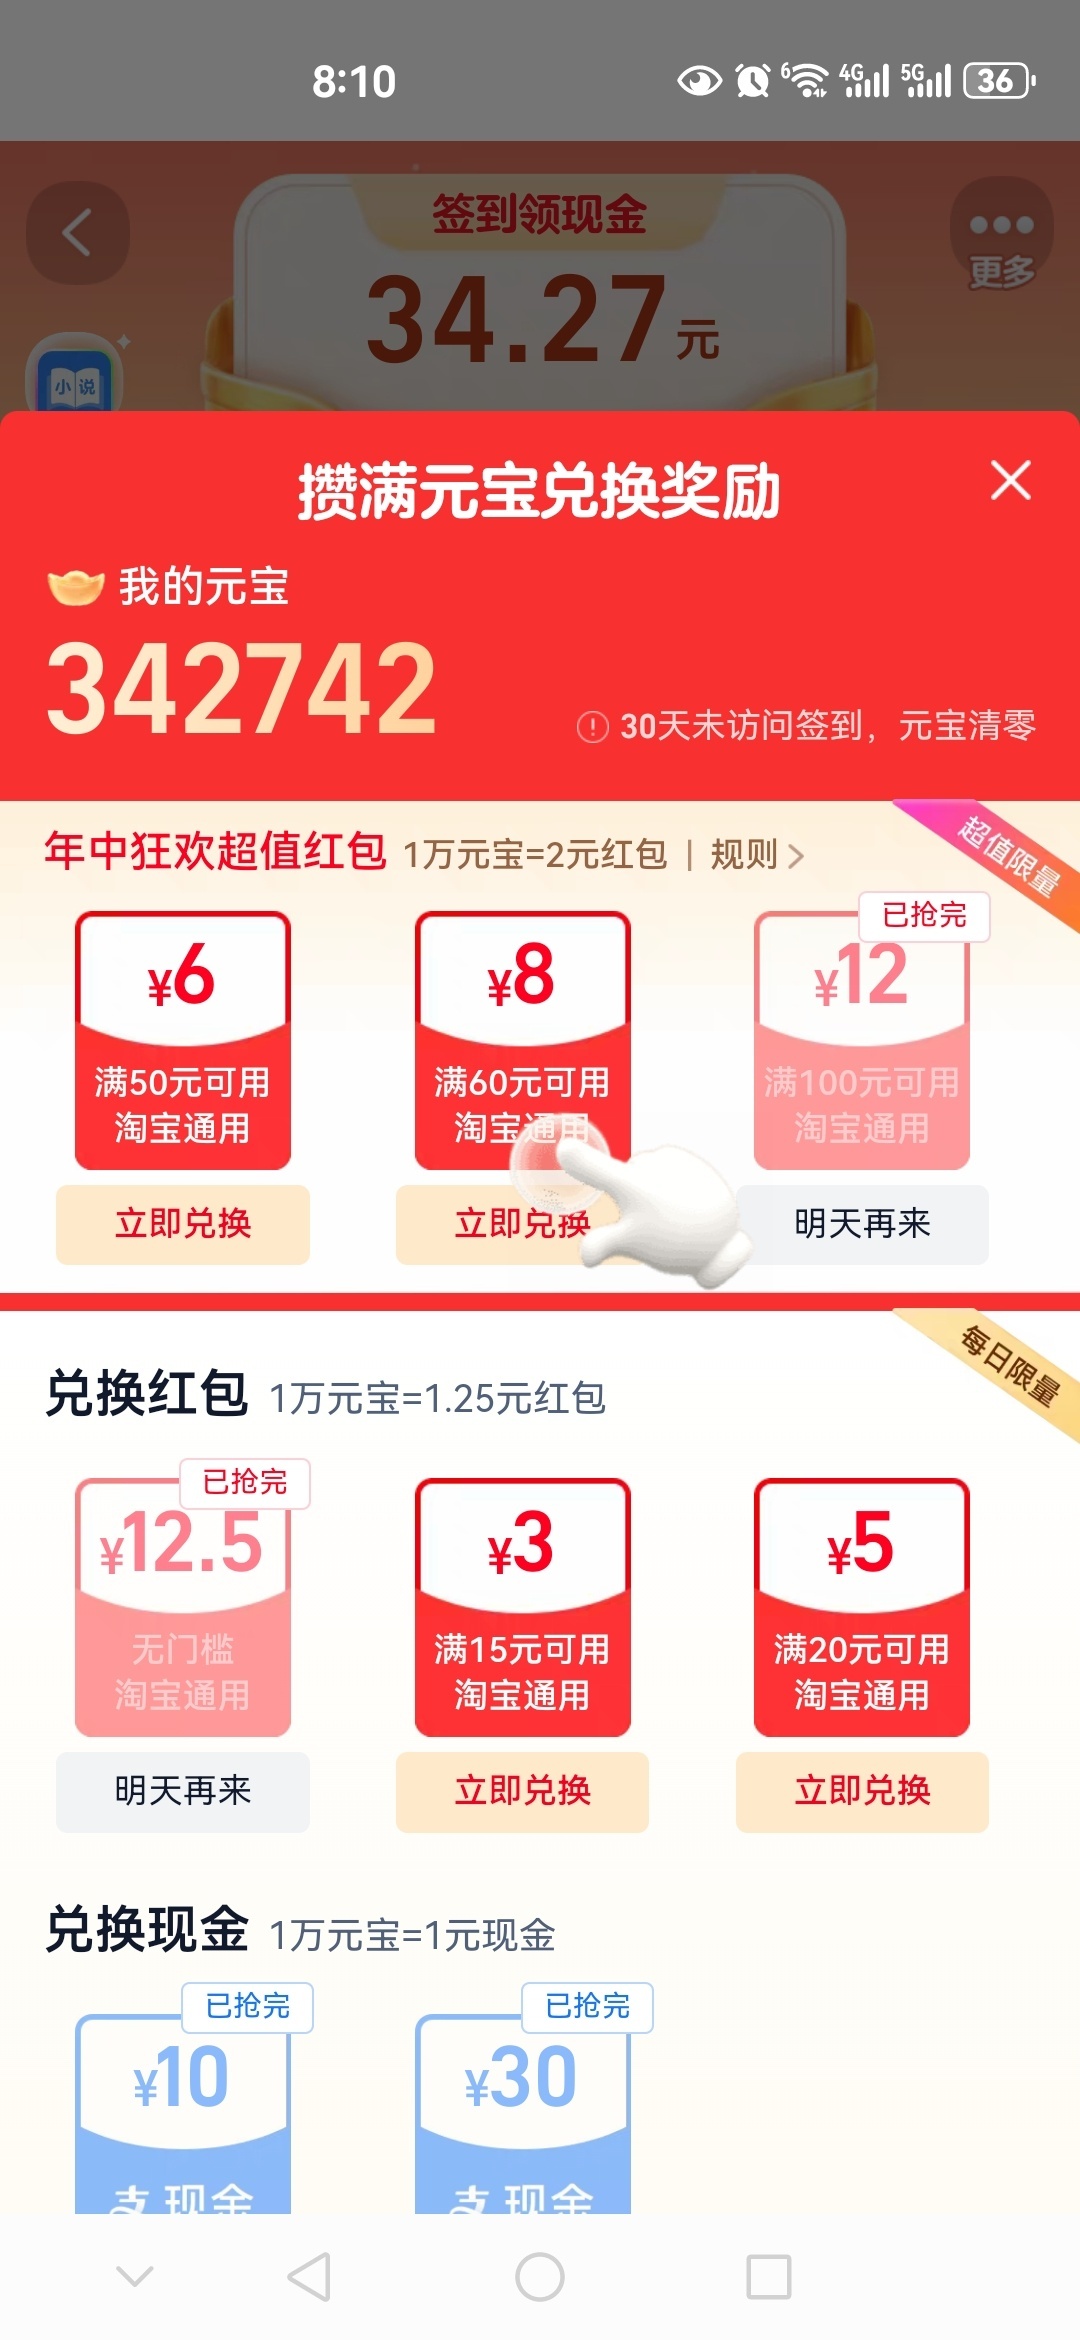 8:10
6 4G 5G 36
签到领现金
34.27元
更多
小说
攒满元宝兑换奖励
我的元宝
342742
30天未访问签到，元宝清零
年中狂欢超值红包 1万元宝=2元红包 | 规则
超值限量
已抢完
¥6 ¥8 ¥12
满50元可用 满60元可用 满100元可用
淘宝通用 淘宝通用 淘宝通用
立即兑换 立即兑换 明天再来
每日限量
兑换红包 1万元宝=1.25元红包
已抢完
¥12.5 ¥3 ¥5
无门槛 满15元可用 满20元可用
淘宝通用 淘宝通用 淘宝通用
明天再来 立即兑换 立即兑换
兑换现金 1万元宝=1元现金
已抢完 已抢完
¥10 ¥30
支 现金 支 现金